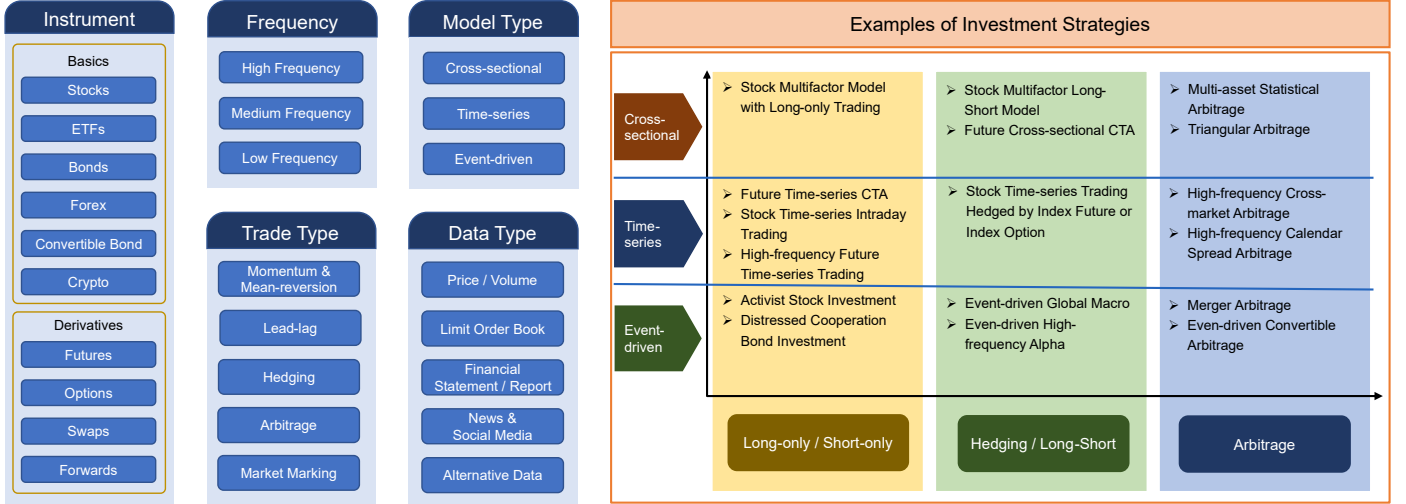 Instrument
Basics
Stocks
ETFs
Bonds
Forex
Convertible Bond
Crypto
Derivatives
Futures
Options
Swaps
Forwards
Frequency
High Frequency
Medium Frequency
Low Frequency
Model Type
Cross-sectional
Time-series
Event-driven
Trade Type
Momentum &
Mean-reversion
Lead-lag
Hedging
Arbitrage
Market Marking
Data Type
Price / Volume
Limit Order Book
Financial
Statement / Report
News &
Social Media
Alternative Data
Examples of Investment Strategies
Cross-
sectional
➢ Stock Multifactor Model
with Long-only Trading
➢ Stock Multifactor Long-
Short Model
➢ Future Cross-sectional CTA
➢ Multi-asset Statistical
Arbitrage
➢ Triangular Arbitrage
Time-
series
➢ Future Time-series CTA
➢ Stock Time-series Intraday
Trading
➢ High-frequency Future
Time-series Trading
➢ Stock Time-series Trading
Hedged by Index Future or
Index Option
➢ High-frequency Cross-
market Arbitrage
➢ High-frequency Calendar
Spread Arbitrage
Event-
driven
➢ Activist Stock Investment
➢ Distressed Cooperation
Bond Investment
➢ Event-driven Global Macro
➢ Even-driven High-
frequency Alpha
➢ Merger Arbitrage
➢ Even-driven Convertible
Arbitrage
Long-only / Short-only
Hedging / Long-Short
Arbitrage